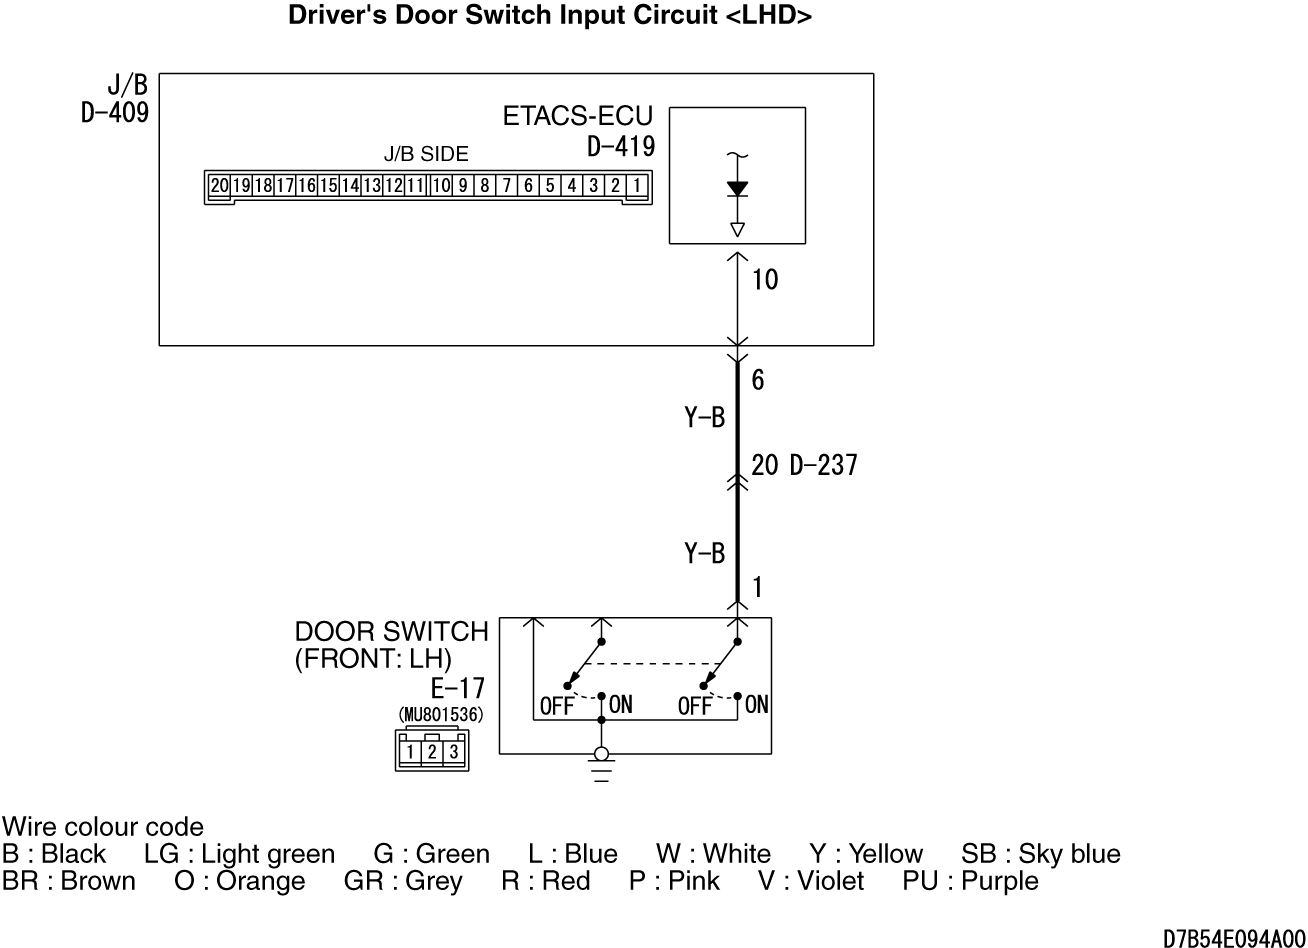 Driver's Door Switch Input Circuit <LHD>
J/B
D-409
ETACS-ECU
D-419
J/B SIDE
20 19 18 17 16 15 14 13 12 11 10 9 8 7 6 5 4 3 2 1
10
6
Y-B
20 D-237
Y-B
1
DOOR SWITCH
(FRONT: LH)
E-17
(MU801536)
1 2 3
OFF ON OFF ON
Wire colour code
B : Black LG : Light green G : Green L : Blue W : White Y : Yellow SB : Sky blue
BR : Brown O : Orange GR : Grey R : Red P : Pink V : Violet PU : Purple
D7B54E094A00